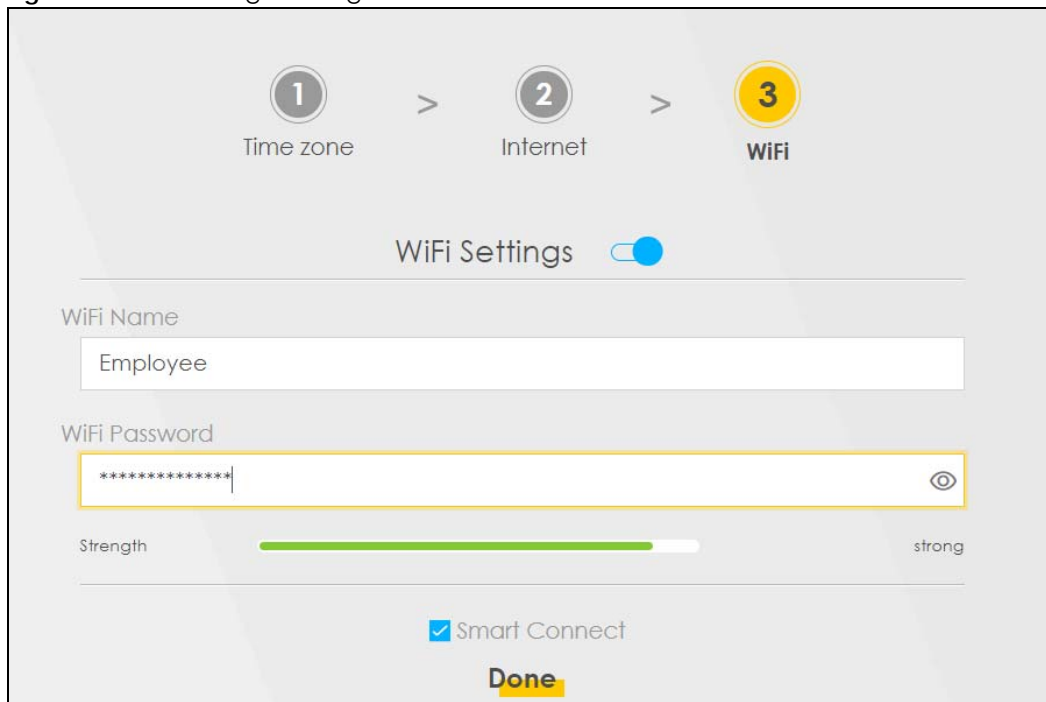 1 > 2 > 3
Time zone Internet WiFi
WiFi Settings
WiFi Name
Employee
WiFi Password
**************
Strength strong
Smart Connect
Done